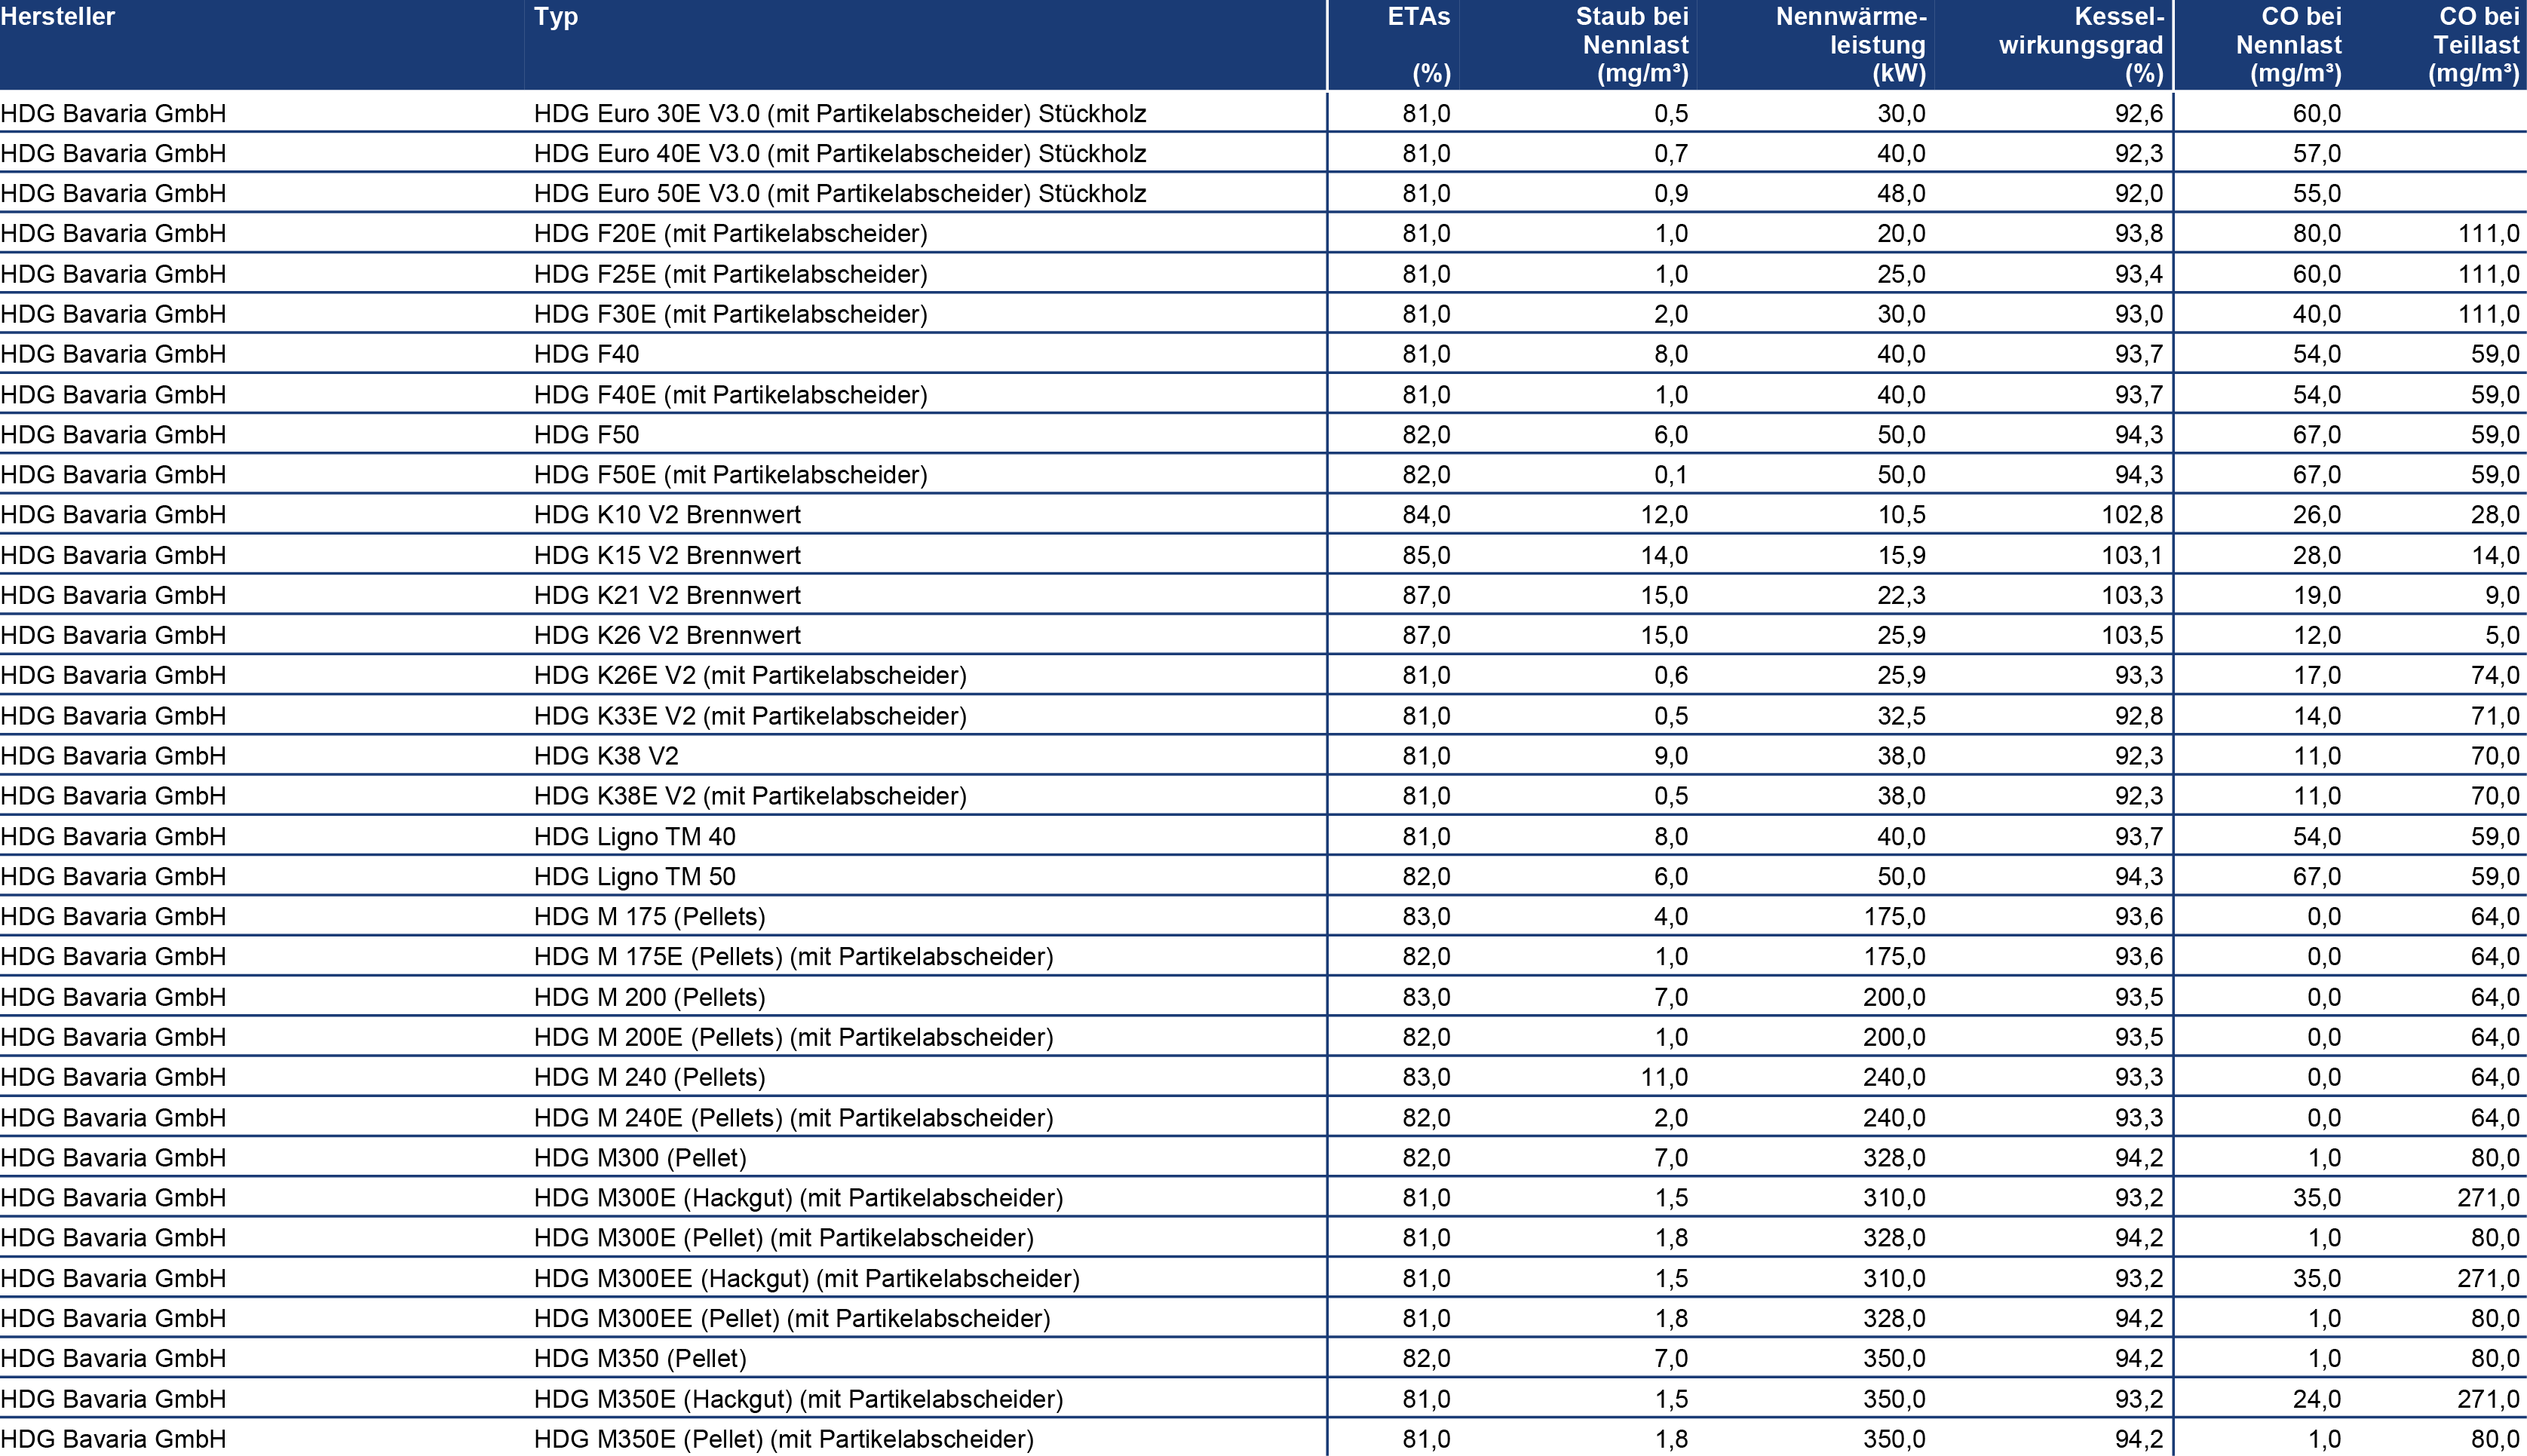 Hersteller Typ ETAs (%) Staub bei Nennlast (mg/m³) Nennwärme-leistung (kW) Kessel-wirkungsgrad (%) CO bei Nennlast (mg/m³) CO bei Teillast (mg/m³)
HDG Bavaria GmbH HDG Euro 30E V3.0 (mit Partikelabscheider) Stückholz 81,0 0,5 30,0 92,6 60,0
HDG Bavaria GmbH HDG Euro 40E V3.0 (mit Partikelabscheider) Stückholz 81,0 0,7 40,0 92,3 57,0
HDG Bavaria GmbH HDG Euro 50E V3.0 (mit Partikelabscheider) Stückholz 81,0 0,9 48,0 92,0 55,0
HDG Bavaria GmbH HDG F20E (mit Partikelabscheider) 81,0 1,0 20,0 93,8 80,0 111,0
HDG Bavaria GmbH HDG F25E (mit Partikelabscheider) 81,0 1,0 25,0 93,4 60,0 111,0
HDG Bavaria GmbH HDG F30E (mit Partikelabscheider) 81,0 2,0 30,0 93,0 40,0 111,0
HDG Bavaria GmbH HDG F40 81,0 8,0 40,0 93,7 54,0 59,0
HDG Bavaria GmbH HDG F40E (mit Partikelabscheider) 81,0 1,0 40,0 93,7 54,0 59,0
HDG Bavaria GmbH HDG F50 82,0 6,0 50,0 94,3 67,0 59,0
HDG Bavaria GmbH HDG F50E (mit Partikelabscheider) 82,0 0,1 50,0 94,3 67,0 59,0
HDG Bavaria GmbH HDG K10 V2 Brennwert 84,0 12,0 10,5 102,8 26,0 28,0
HDG Bavaria GmbH HDG K15 V2 Brennwert 85,0 14,0 15,9 103,1 28,0 14,0
HDG Bavaria GmbH HDG K21 V2 Brennwert 87,0 15,0 22,3 103,3 19,0 9,0
HDG Bavaria GmbH HDG K26 V2 Brennwert 87,0 15,0 25,9 103,5 12,0 5,0
HDG Bavaria GmbH HDG K26E V2 (mit Partikelabscheider) 81,0 0,6 25,9 93,3 17,0 74,0
HDG Bavaria GmbH HDG K33E V2 (mit Partikelabscheider) 81,0 0,5 32,5 92,8 14,0 71,0
HDG Bavaria GmbH HDG K38 V2 81,0 9,0 38,0 92,3 11,0 70,0
HDG Bavaria GmbH HDG K38E V2 (mit Partikelabscheider) 81,0 0,5 38,0 92,3 11,0 70,0
HDG Bavaria GmbH HDG Ligno TM 40 81,0 8,0 40,0 93,7 54,0 59,0
HDG Bavaria GmbH HDG Ligno TM 50 82,0 6,0 50,0 94,3 67,0 59,0
HDG Bavaria GmbH HDG M 175 (Pellets) 83,0 4,0 175,0 93,6 0,0 64,0
HDG Bavaria GmbH HDG M 175E (Pellets) (mit Partikelabscheider) 82,0 1,0 175,0 93,6 0,0 64,0
HDG Bavaria GmbH HDG M 200 (Pellets) 83,0 7,0 200,0 93,5 0,0 64,0
HDG Bavaria GmbH HDG M 200E (Pellets) (mit Partikelabscheider) 82,0 1,0 200,0 93,5 0,0 64,0
HDG Bavaria GmbH HDG M 240 (Pellets) 83,0 11,0 240,0 93,3 0,0 64,0
HDG Bavaria GmbH HDG M 240E (Pellets) (mit Partikelabscheider) 82,0 2,0 240,0 93,3 0,0 64,0
HDG Bavaria GmbH HDG M300 (Pellet) 82,0 7,0 328,0 94,2 1,0 80,0
HDG Bavaria GmbH HDG M300E (Hackgut) (mit Partikelabscheider) 81,0 1,5 310,0 93,2 35,0 271,0
HDG Bavaria GmbH HDG M300E (Pellet) (mit Partikelabscheider) 81,0 1,8 328,0 94,2 1,0 80,0
HDG Bavaria GmbH HDG M300EE (Hackgut) (mit Partikelabscheider) 81,0 1,5 310,0 93,2 35,0 271,0
HDG Bavaria GmbH HDG M300EE (Pellet) (mit Partikelabscheider) 81,0 1,8 328,0 94,2 1,0 80,0
HDG Bavaria GmbH HDG M350 (Pellet) 82,0 7,0 350,0 94,2 1,0 80,0
HDG Bavaria GmbH HDG M350E (Hackgut) (mit Partikelabscheider) 81,0 1,5 350,0 93,2 24,0 271,0
HDG Bavaria GmbH HDG M350E (Pellet) (mit Partikelabscheider) 81,0 1,8 350,0 94,2 1,0 80,0